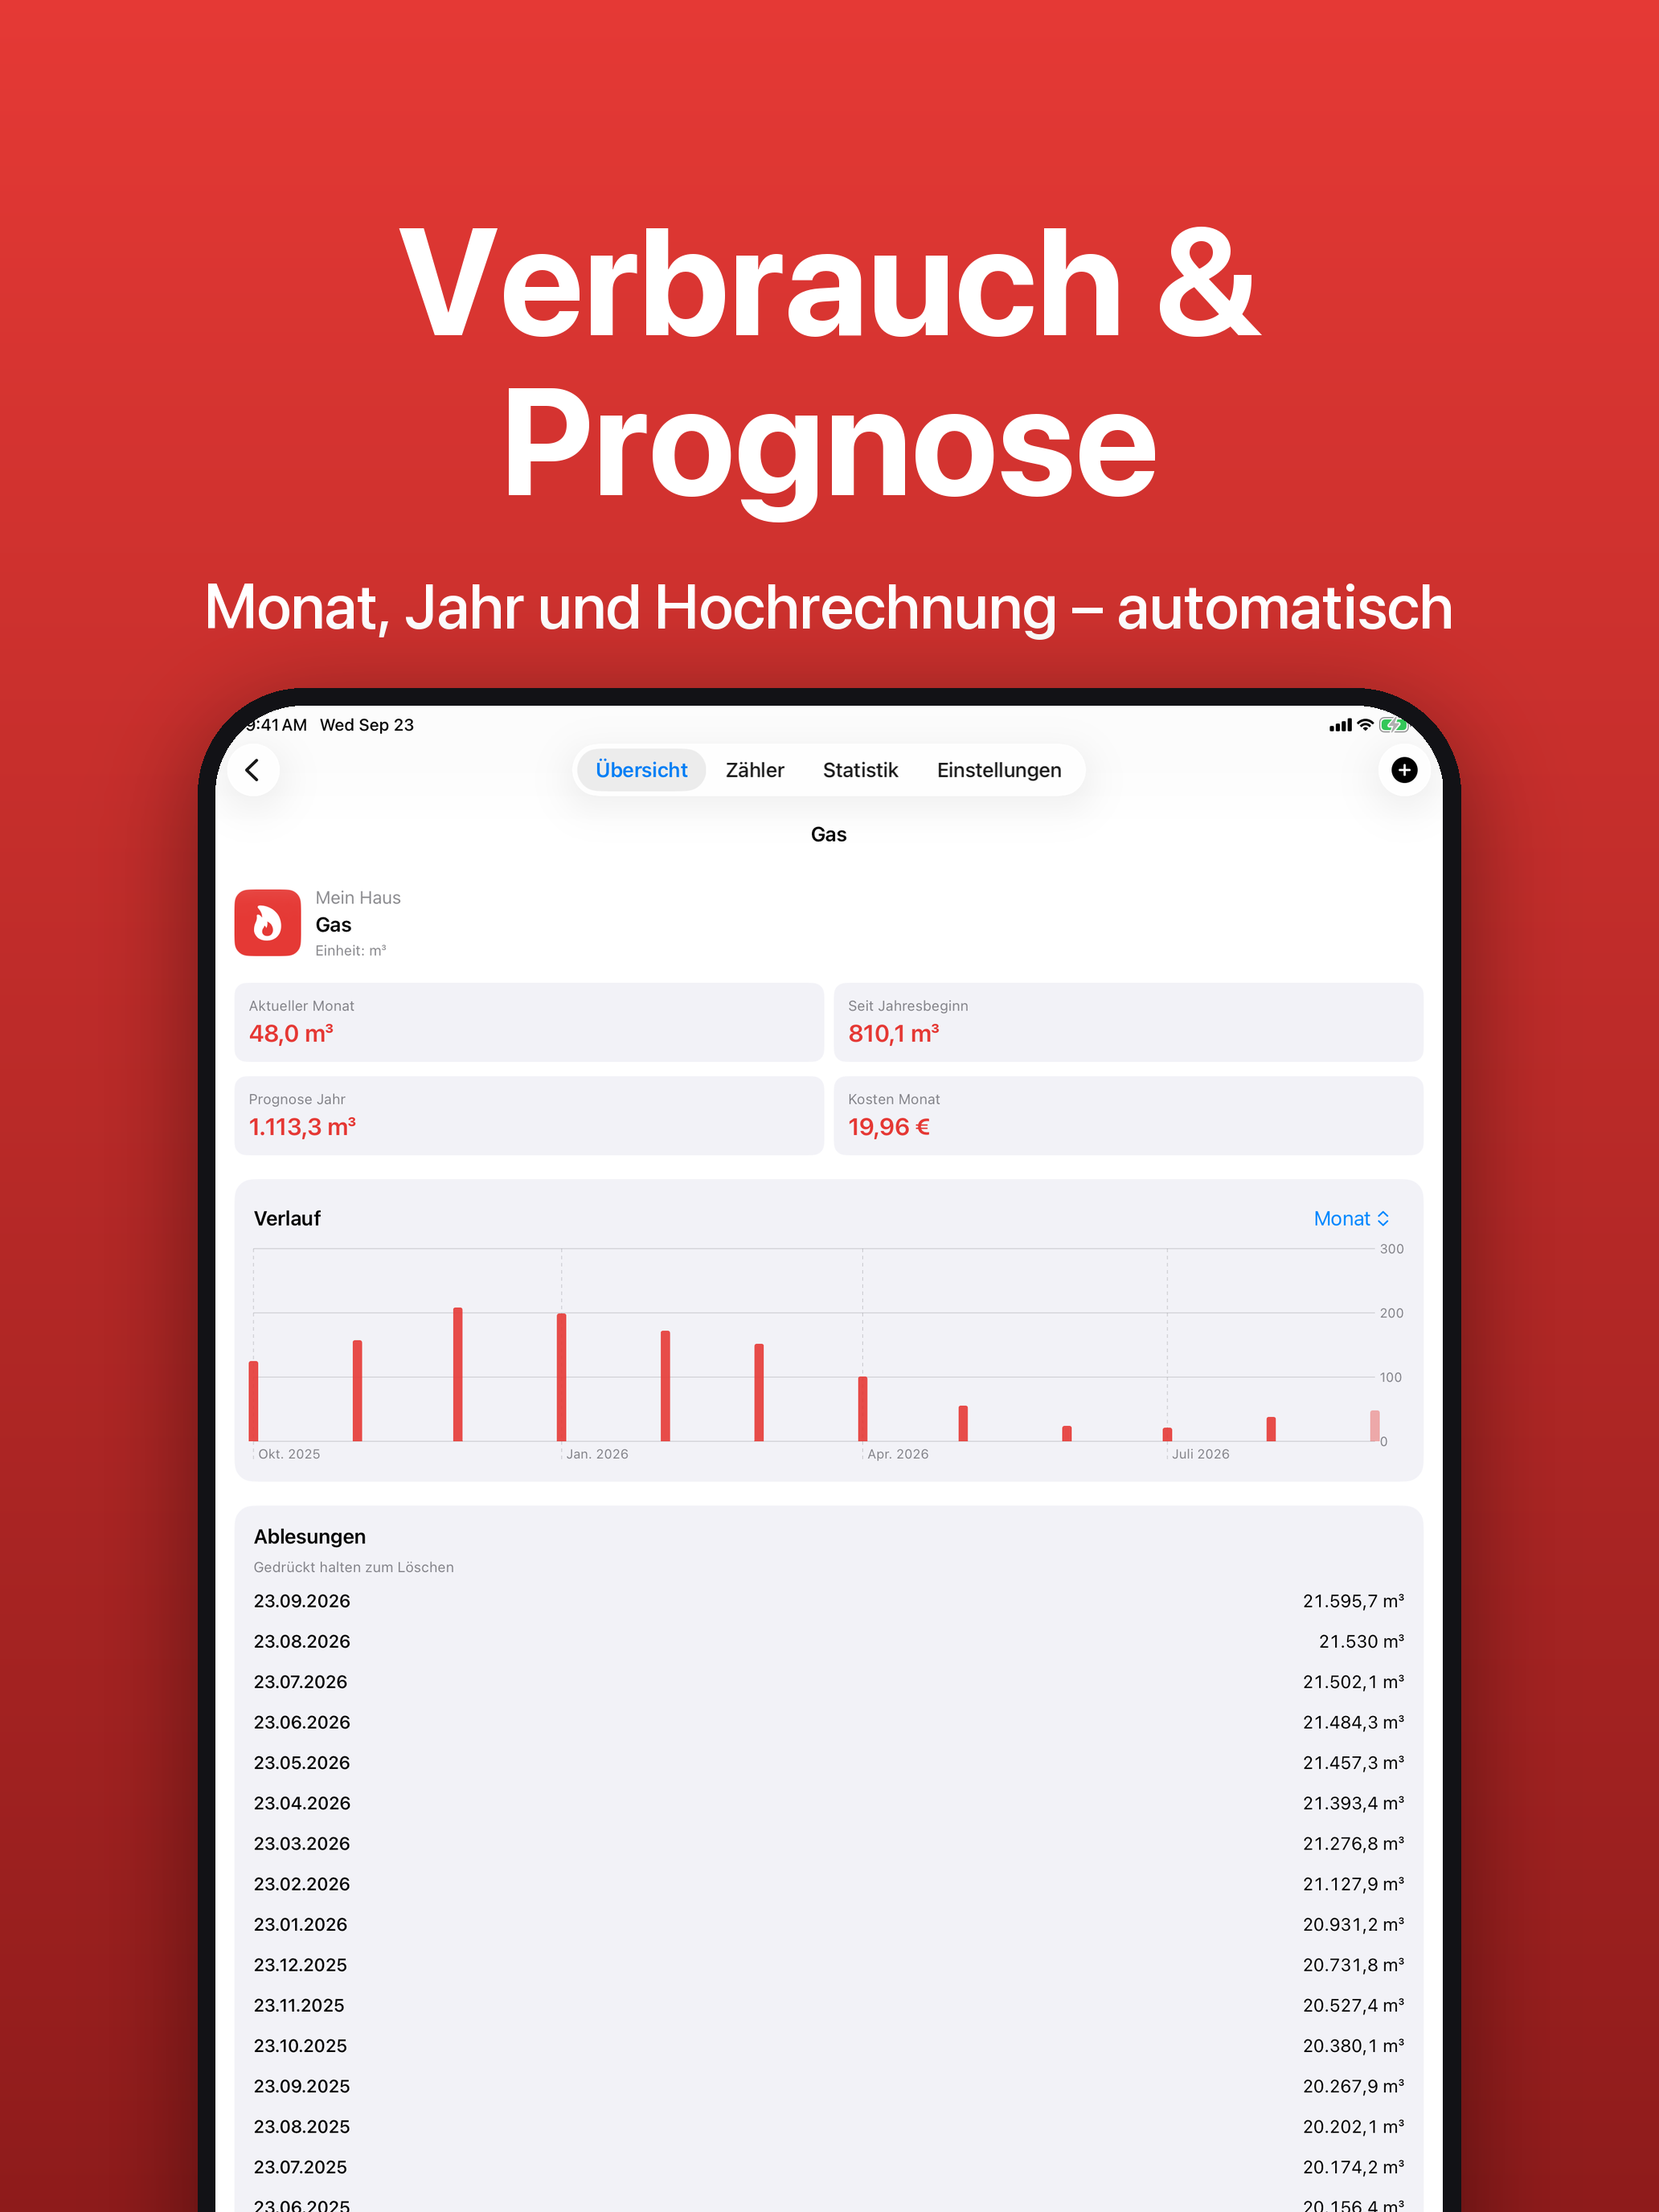 Verbrauch &
Prognose
Monat, Jahr und Hochrechnung – automatisch
9:41 AM Wed Sep 23
Übersicht Zähler Statistik Einstellungen
Gas
Mein Haus
Gas
Einheit: m³
Aktueller Monat
48,0 m³
Seit Jahresbeginn
810,1 m³
Prognose Jahr
1.113,3 m³
Kosten Monat
19,96 €
Verlauf
Monat
300
200
100
0
Okt. 2025 Jan. 2026 Apr. 2026 Juli 2026
Ablesungen
Gedrückt halten zum Löschen
23.09.2026 21.595,7 m³
23.08.2026 21.530 m³
23.07.2026 21.502,1 m³
23.06.2026 21.484,3 m³
23.05.2026 21.457,3 m³
23.04.2026 21.393,4 m³
23.03.2026 21.276,8 m³
23.02.2026 21.127,9 m³
23.01.2026 20.931,2 m³
23.12.2025 20.731,8 m³
23.11.2025 20.527,4 m³
23.10.2025 20.380,1 m³
23.09.2025 20.267,9 m³
23.08.2025 20.202,1 m³
23.07.2025 20.174,2 m³
23.06.2025 20.156,4 m³